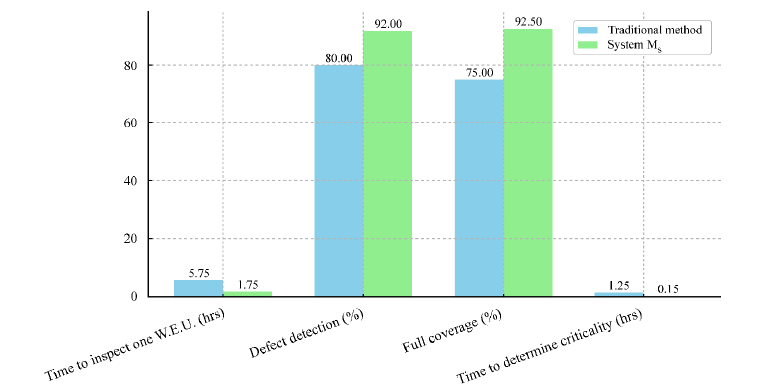 Traditional method
System Ms
92.00
92.50
80.00
75.00
5.75
1.75
1.25
0.15
80
60
40
20
0
Time to inspect one W.E.U. (hrs)
Defect detection (%)
Full coverage (%)
Time to determine criticality (hrs)